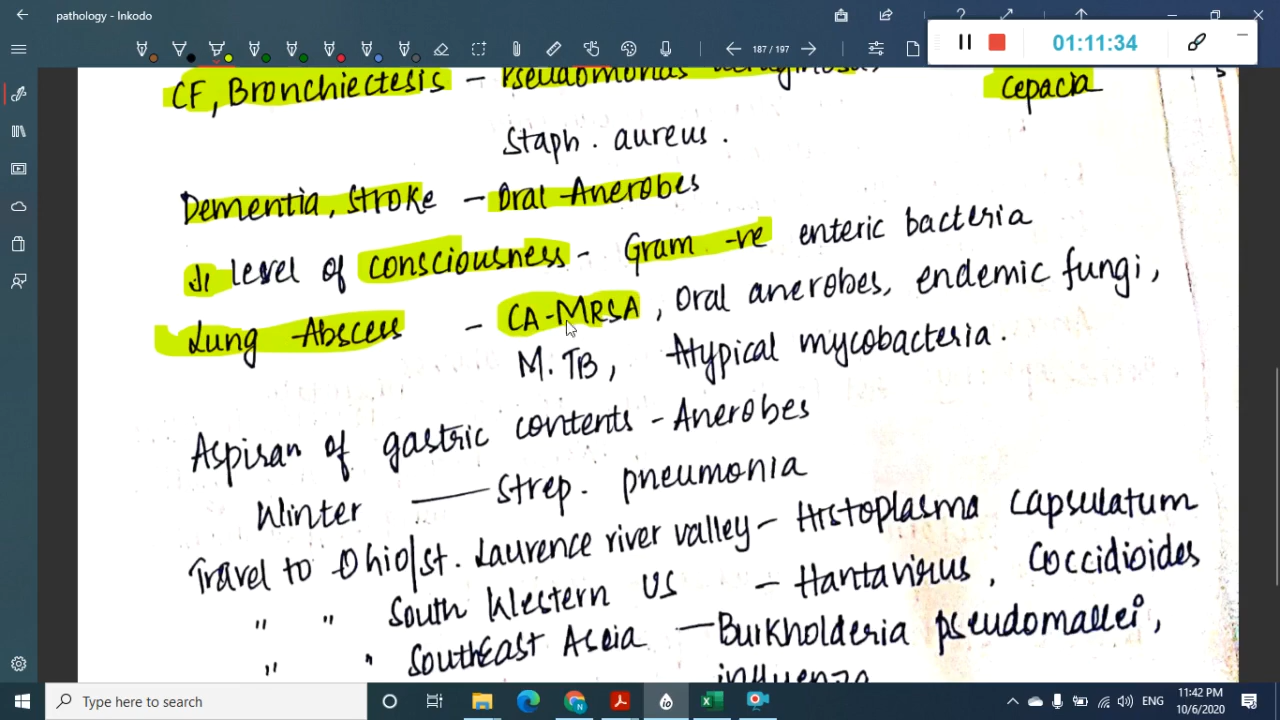 pathology - Inkodo
187 / 197
01:11:34
CF, Bronchiectesis - Pseudomonas aeruginosa,
Cepacia
Staph. aureus.
Dementia, Stroke - Oral Anerobes
↓ level of consciousness - Gram -ve enteric bacteria
Lung Abscess - CA-MRSA, Oral anerobes, endemic fungi,
M. TB, Atypical mycobacteria.
Aspiran of gastric contents - Anerobes
Winter — Strep. pneumonia
Travel to Ohio/st. Laurence river valley - Histoplasma capsulatum
" " South Western US - Hantavirus, Coccidioides
" " SouthEast Asia - Burkholderia pseudomallei,
influenza
Type here to search
ENG
11:42 PM
10/6/2020